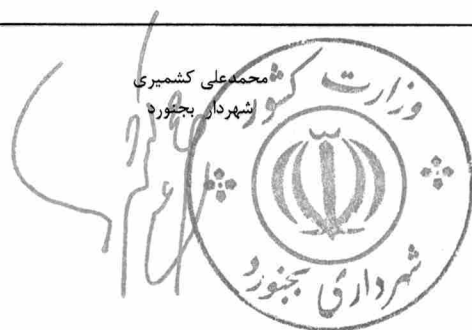 محمدعلی کشمیری
شهردار بجنورد
وزارت کشور
شهرداری بجنورد